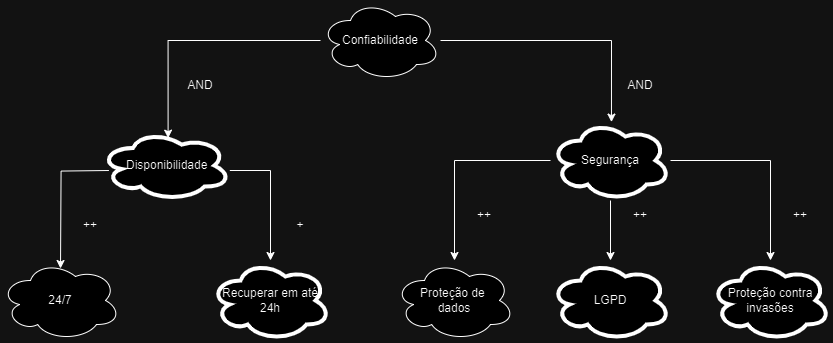 Confiabilidade
AND
AND
Disponibilidade
Segurança
++
+
++
++
++
24/7
Recuperar em até
24h
Proteção de
dados
LGPD
Proteção contra
invasões